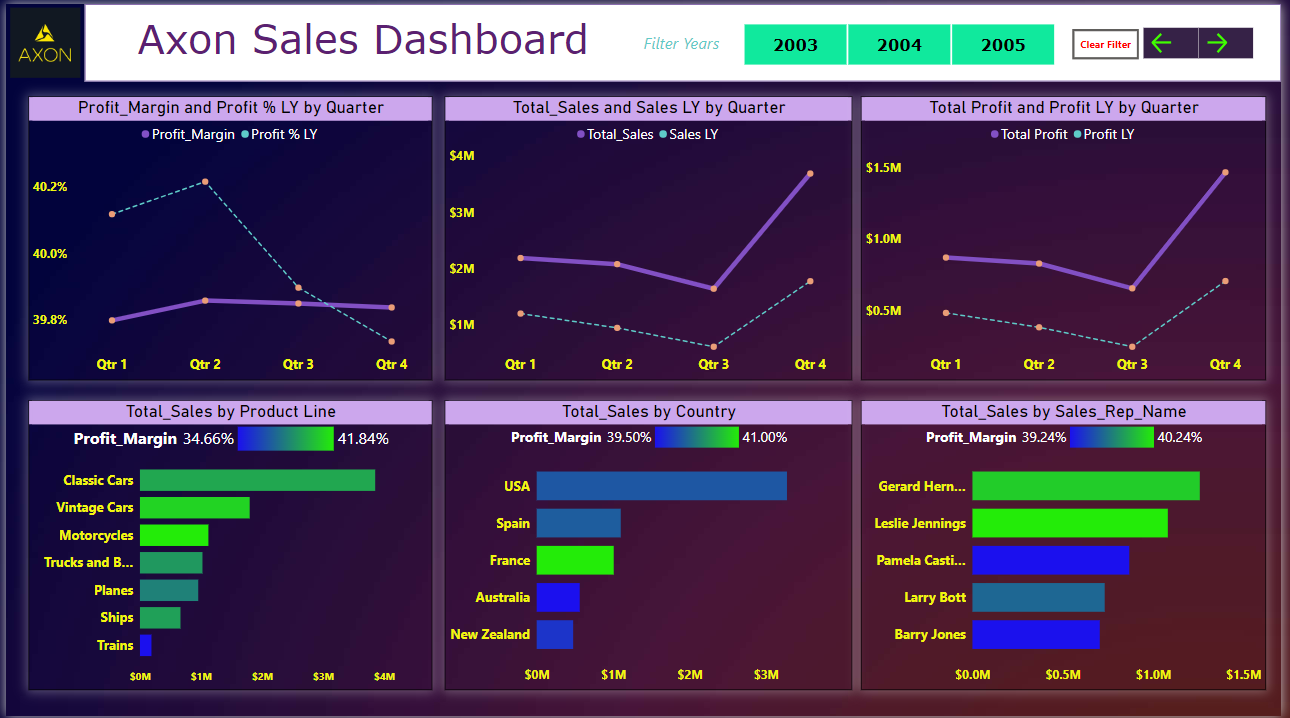 AXON
Axon Sales Dashboard
Filter Years
2003
2004
2005
Clear Filter
Profit_Margin and Profit % LY by Quarter
Profit_Margin Profit % LY
40.2%
40.0%
39.8%
Qtr 1 Qtr 2 Qtr 3 Qtr 4
Total_Sales and Sales LY by Quarter
Total_Sales Sales LY
$4M
$3M
$2M
$1M
Qtr 1 Qtr 2 Qtr 3 Qtr 4
Total Profit and Profit LY by Quarter
Total Profit Profit LY
$1.5M
$1.0M
$0.5M
Qtr 1 Qtr 2 Qtr 3 Qtr 4
Total_Sales by Product Line
Profit_Margin 34.66% 41.84%
Classic Cars
Vintage Cars
Motorcycles
Trucks and B...
Planes
Ships
Trains
$0M $1M $2M $3M $4M
Total_Sales by Country
Profit_Margin 39.50% 41.00%
USA
Spain
France
Australia
New Zealand
$0M $1M $2M $3M
Total_Sales by Sales_Rep_Name
Profit_Margin 39.24% 40.24%
Gerard Hern...
Leslie Jennings
Pamela Casti...
Larry Bott
Barry Jones
$0.0M $0.5M $1.0M $1.5M